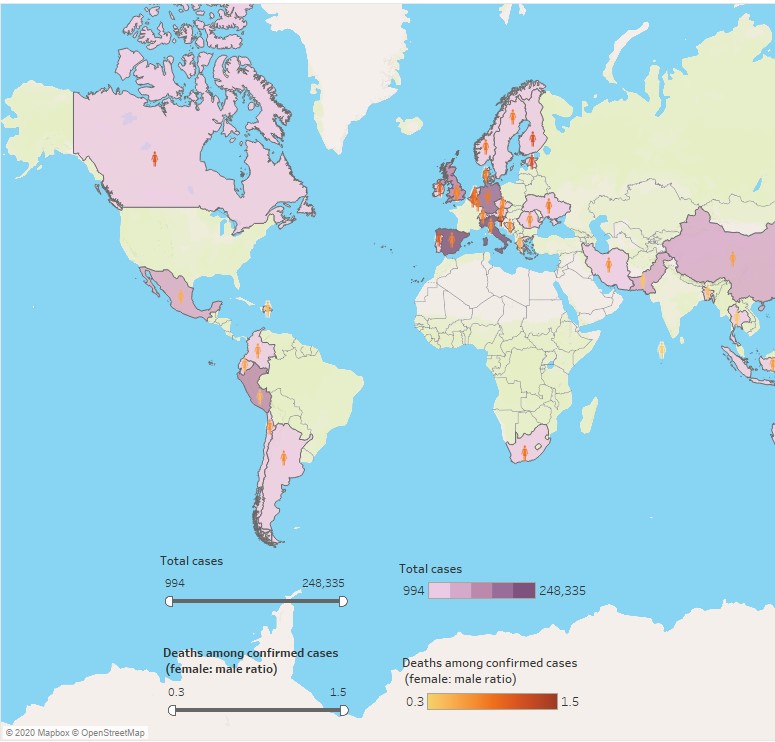 Total cases
994 248,335
Deaths among confirmed cases
(female: male ratio)
0.3 1.5
Total cases
994 248,335
Deaths among confirmed cases
(female: male ratio)
0.3 1.5
© 2020 Mapbox © OpenStreetMap